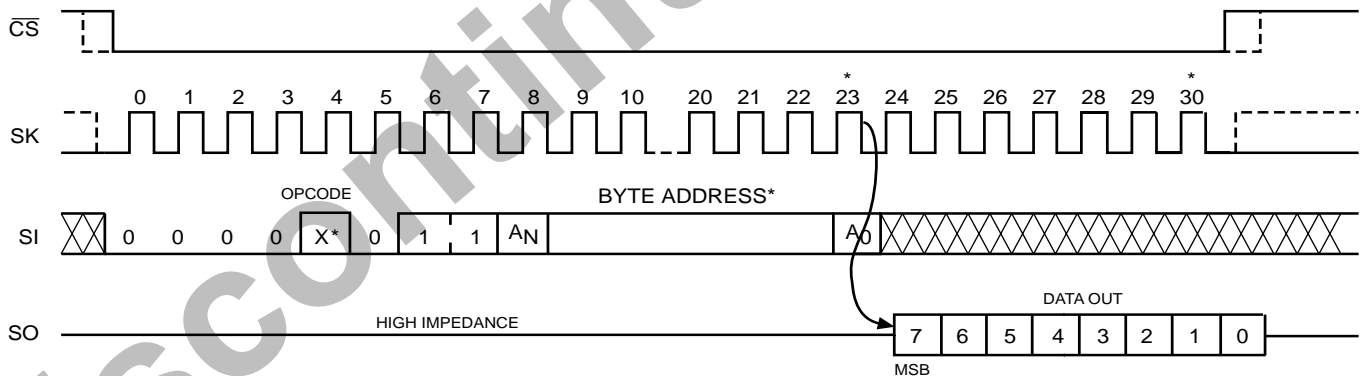 Discontinu
CS
*
*
0 1 2 3 4 5 6 7 8 9 10 20 21 22 23 24 25 26 27 28 29 30
SK
OPCODE
BYTE ADDRESS*
SI 0 0 0 0 X* 0 1 1 AN A0
DATA OUT
HIGH IMPEDANCE
SO 7 6 5 4 3 2 1 0
MSB